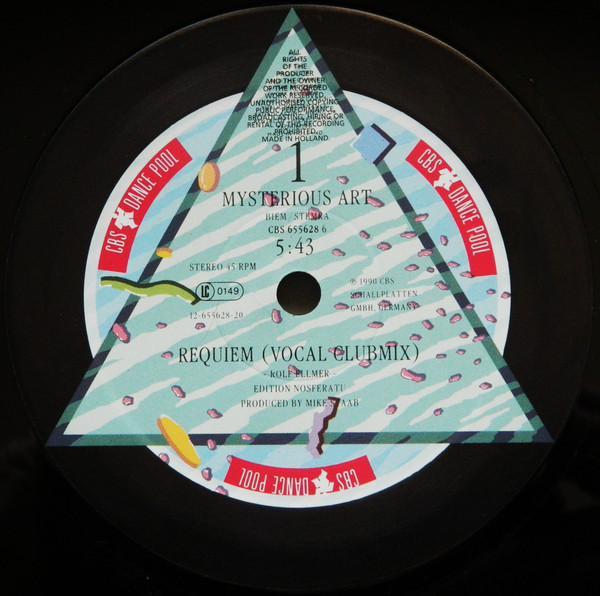 ALL
RIGHTS
OF THE
PRODUCER
AND THE OWNER
OF THE RECORDED
WORK RESERVED.
UNAUTHORISED COPYING,
PUBLIC PERFORMANCE,
BROADCASTING, HIRING OR
RENTAL OF THE RECORDING
PROHIBITED.
MADE IN HOLLAND
1
MYSTERIOUS ART
BIEM/STEMRA
CBS 655628 6
5:43
STEREO 45 RPM
LC 0149
12-655628-20
℗ 1990 CBS
SCHALLPLATTEN
GMBH, GERMANY
REQUIEM (VOCAL CLUBMIX)
- ROLF ELLMER -
EDITION NOSFERATU
PRODUCED BY MIKE STAAB
CBS DANCE POOL
CBS DANCE POOL
CBS DANCE POOL